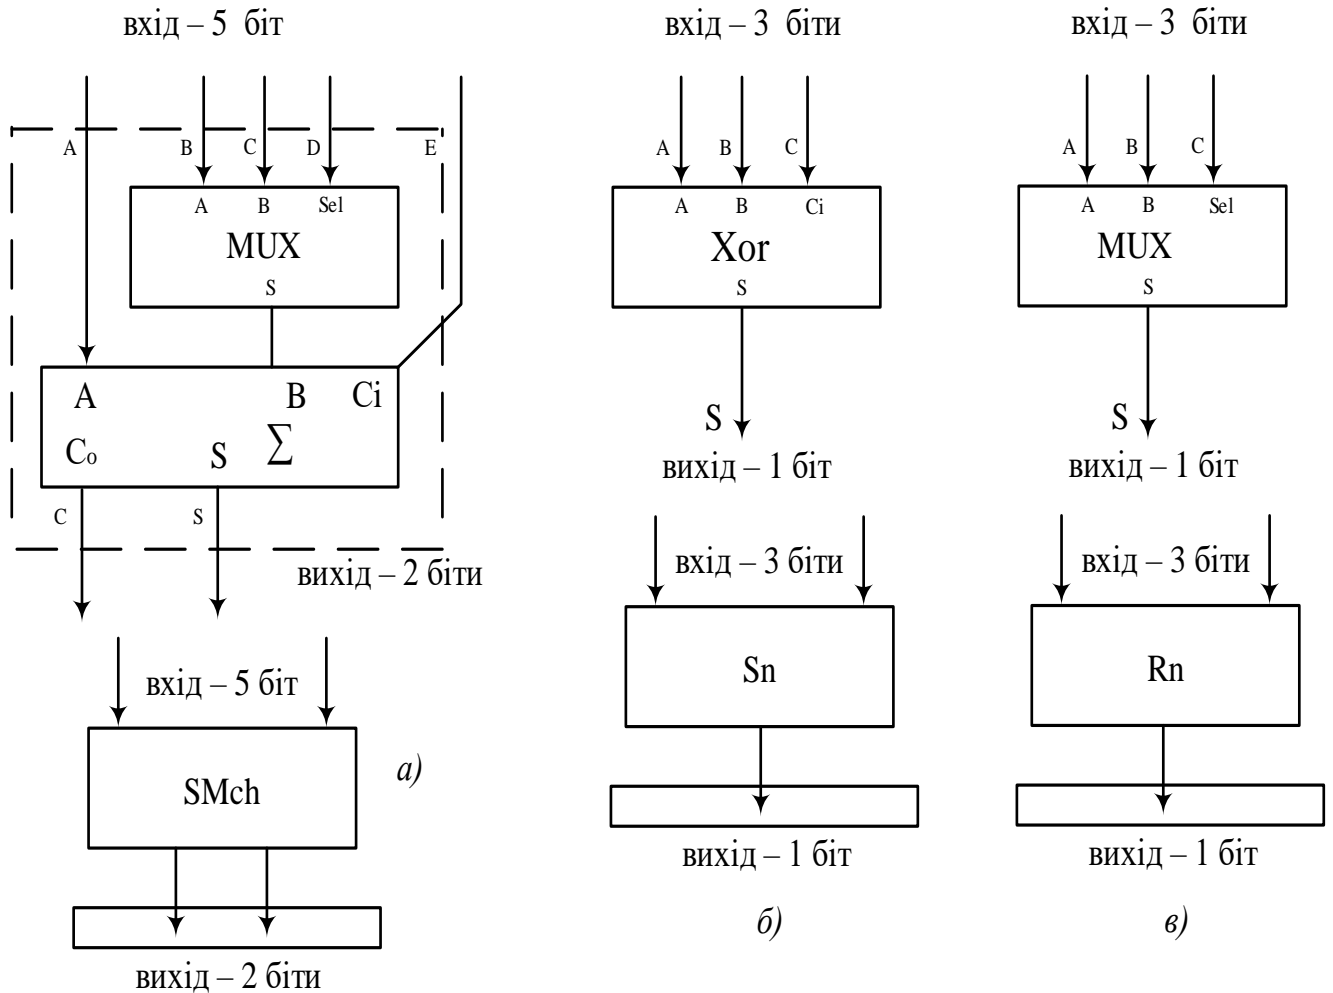 вхід – 5 біт
A
B
C
D
E
A
B
Sel
MUX
S
A
B
Ci
Co
S
∑
C
S
вихід – 2 біти
вхід – 5 біт
SMch
а)
вихід – 2 біти
вхід – 3 біти
A
B
C
A
B
Ci
Xor
S
S
вихід – 1 біт
вхід – 3 біти
Sn
вихід – 1 біт
б)
вхід – 3 біти
A
B
C
A
B
Sel
MUX
S
S
вихід – 1 біт
вхід – 3 біти
Rn
вихід – 1 біт
в)